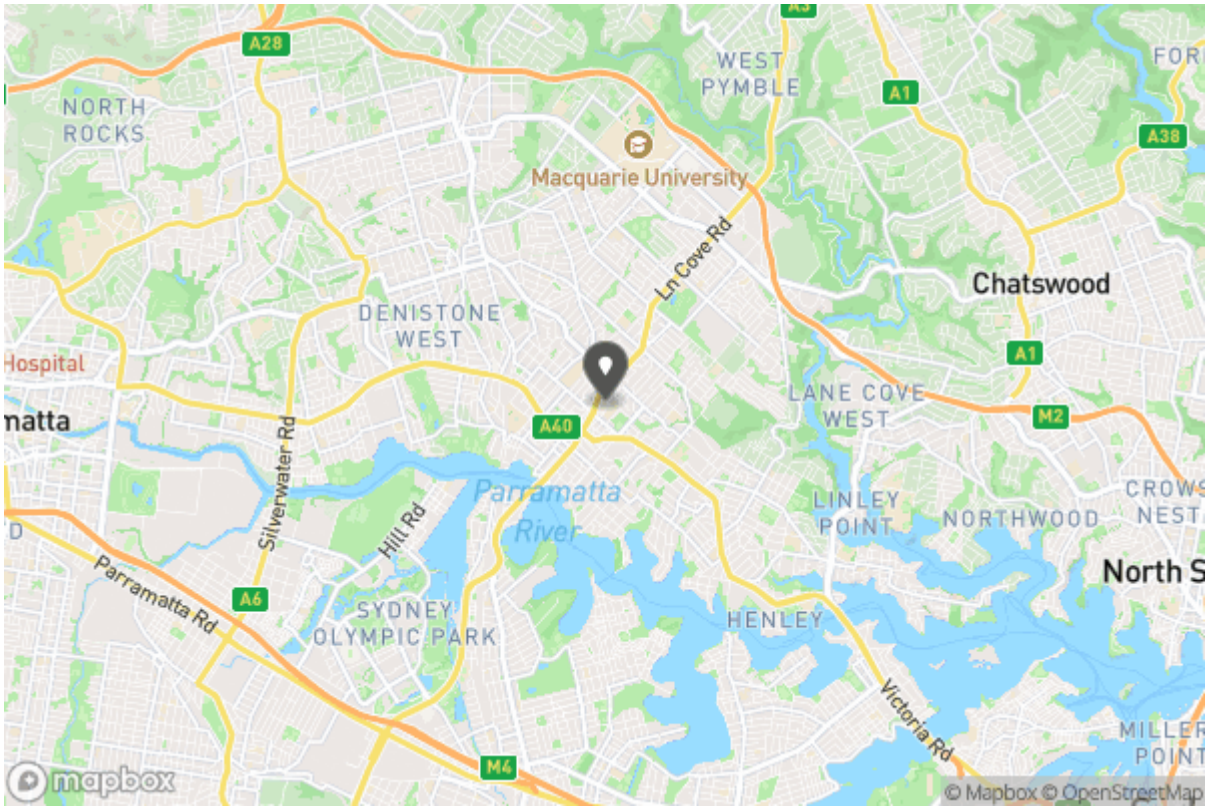 A3
A28
WEST
PYMBLE
FOR
A1
NORTH
ROCKS
A38
Macquarie University
Ln Cove Rd
Chatswood
DENISTONE
WEST
Hospital
A1
LANE COVE
WEST
matta
A40
M2
Silverwater Rd
Parramatta
River
Hill Rd
LINLEY
POINT
NORTHWOOD
CROWS
NEST
D
Parramatta Rd
A6
SYDNEY
OLYMPIC PARK
HENLEY
North S
Victoria Rd
MILLER
POINT
M4
mapbox
© Mapbox © OpenStreetMap